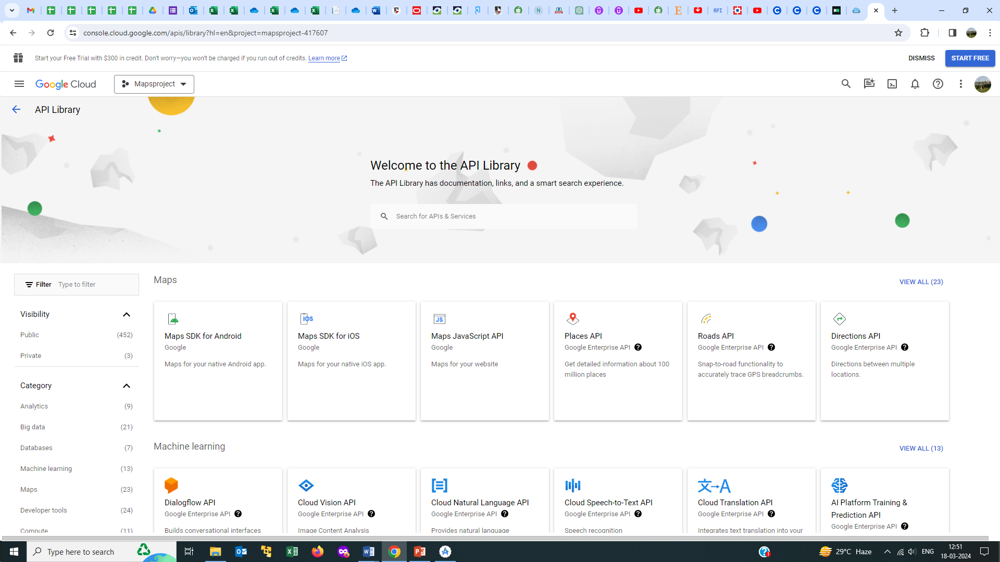 API
console.cloud.google.com/apis/library?hl=en&project=mapsproject-417607
Start your Free Trial with $300 in credit. Don't worry—you won't be charged if you run out of credits. Learn more
DISMISS
START FREE
Google Cloud
Mapsproject
API Library
Welcome to the API Library
The API Library has documentation, links, and a smart search experience.
Search for APIs & Services
Filter Type to filter
Visibility
Public (452)
Private (3)
Category
Analytics (9)
Big data (21)
Databases (7)
Machine learning (13)
Maps (23)
Developer tools (24)
Compute (11)
Maps
VIEW ALL (23)
Maps SDK for Android
Google
Maps for your native Android app.
iOS
Maps SDK for iOS
Google
Maps for your native iOS app.
JS
Maps JavaScript API
Google
Maps for your website
Places API
Google Enterprise API
Get detailed information about 100
million places
Roads API
Google Enterprise API
Snap-to-road functionality to
accurately trace GPS breadcrumbs.
Directions API
Google Enterprise API
Directions between multiple
locations.
Machine learning
VIEW ALL (13)
Dialogflow API
Google Enterprise API
Builds conversational interfaces
Cloud Vision API
Google Enterprise API
Image Content Analysis
Cloud Natural Language API
Google Enterprise API
Provides natural language
Cloud Speech-to-Text API
Google Enterprise API
Speech recognition
文→A
Cloud Translation API
Google Enterprise API
Integrates text translation into your
AI Platform Training &
Prediction API
Google Enterprise API
Type here to search
29°C Haze
ENG
12:51
18-03-2024